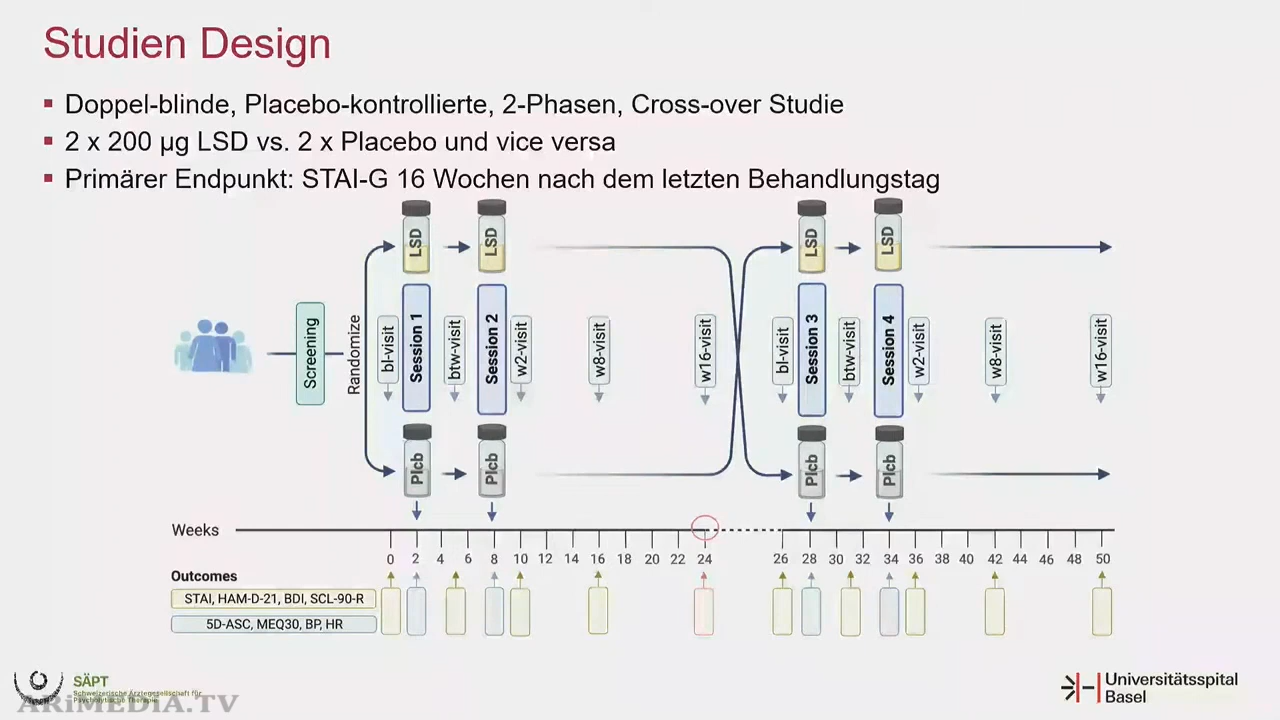 Studien Design
Doppel-blinde, Placebo-kontrollierte, 2-Phasen, Cross-over Studie
2 x 200 µg LSD vs. 2 x Placebo und vice versa
Primärer Endpunkt: STAI-G 16 Wochen nach dem letzten Behandlungstag
LSD LSD LSD LSD
Screening
Randomize
bl-visit
Session 1
btw-visit
Session 2
w2-visit
w8-visit
w16-visit
bl-visit
Session 3
btw-visit
Session 4
w2-visit
w8-visit
w16-visit
Plcb Plcb Plcb Plcb
Weeks
0 2 4 6 8 10 12 14 16 18 20 22 24 26 28 30 32 34 36 38 40 42 44 46 48 50
Outcomes
STAI, HAM-D-21, BDI, SCL-90-R
5D-ASC, MEQ30, BP, HR
SÄPT
Schweizerische Ärztegesellschaft für
Psycholytische Therapie
ARiMEDiA.TV
Universitätsspital
Basel